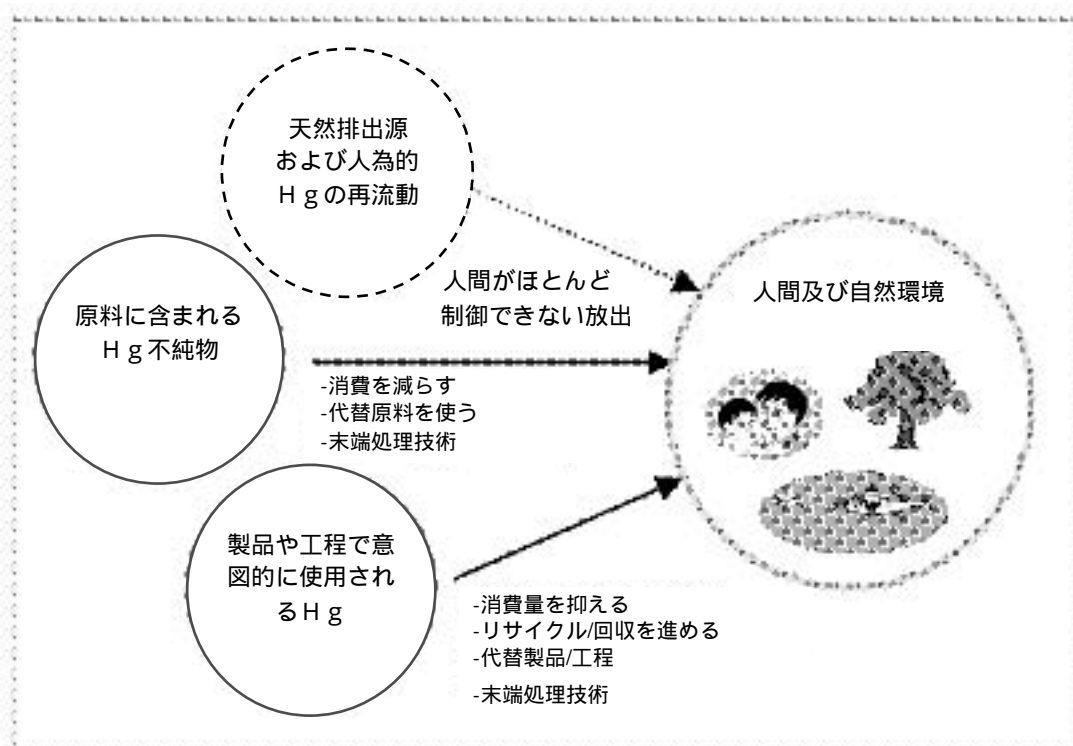 天然排出源
および人為的
Ｈｇの再流動
人間がほとんど
制御できない放出
人間及び自然環境
原料に含まれる
Ｈｇ不純物
-消費を減らす
-代替原料を使う
-末端処理技術
製品や工程で意
図的に使用され
るＨｇ
-消費量を抑える
-リサイクル/回収を進める
-代替製品/工程
-末端処理技術